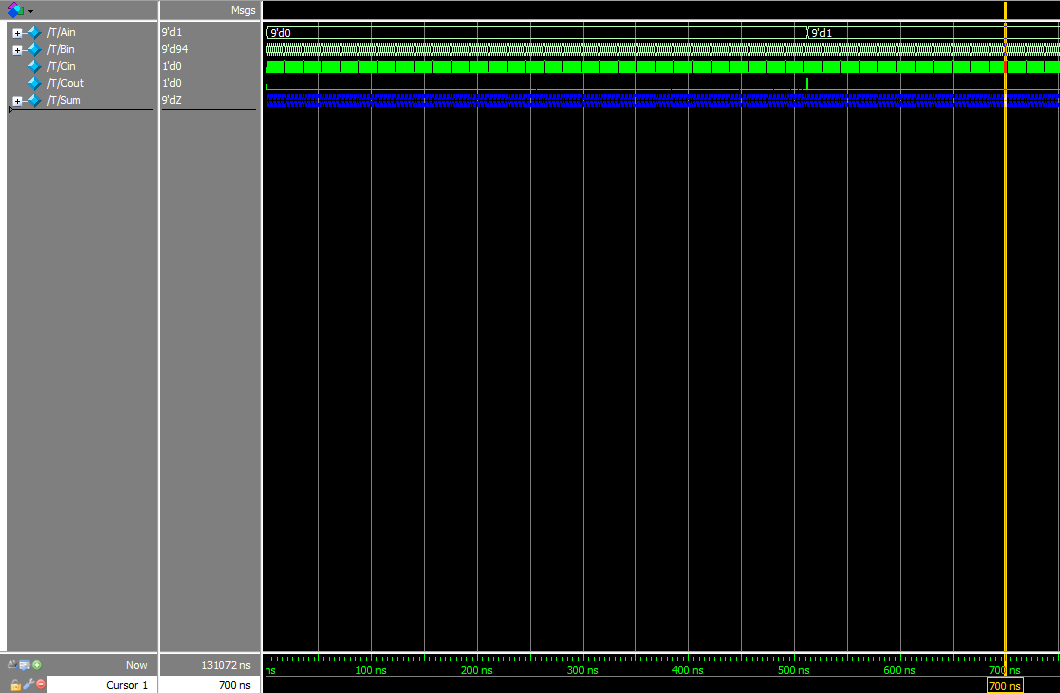 Msgs
/T/Ain 9'd1 9'd0 9'd1
/T/Bin 9'd94
/T/Cin 1'd0
/T/Cout 1'd0
/T/Sum 9'dZ
Now 131072 ns ns 100 ns 200 ns 300 ns 400 ns 500 ns 600 ns 700 ns
Cursor 1 700 ns 700 ns